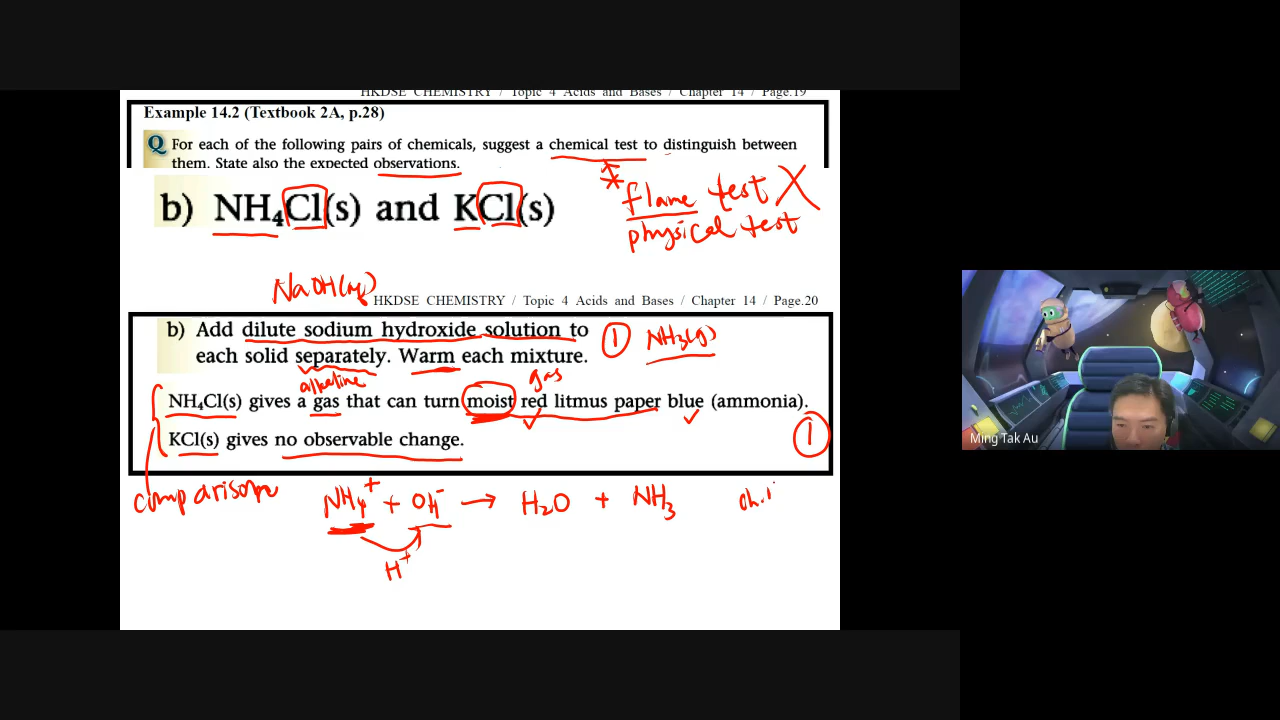 HKDSE CHEMISTRY / Topic 4 Acids and Bases / Chapter 14 / Page.19
Example 14.2 (Textbook 2A, p.28)
Q For each of the following pairs of chemicals, suggest a chemical test to distinguish between
them. State also the expected observations.
* flame test X
b) NH₄Cl(s) and KCl(s)
physical test
NaOH(aq)
HKDSE CHEMISTRY / Topic 4 Acids and Bases / Chapter 14 / Page.20
b) Add dilute sodium hydroxide solution to
each solid separately. Warm each mixture.
① NH₃(g)
alkaline gas
NH₄Cl(s) gives a gas that can turn moist red litmus paper blue (ammonia).
KCl(s) gives no observable change.
①
comparison
NH₄⁺ + OH⁻ → H₂O + NH₃
H⁺
Ming Tak Au